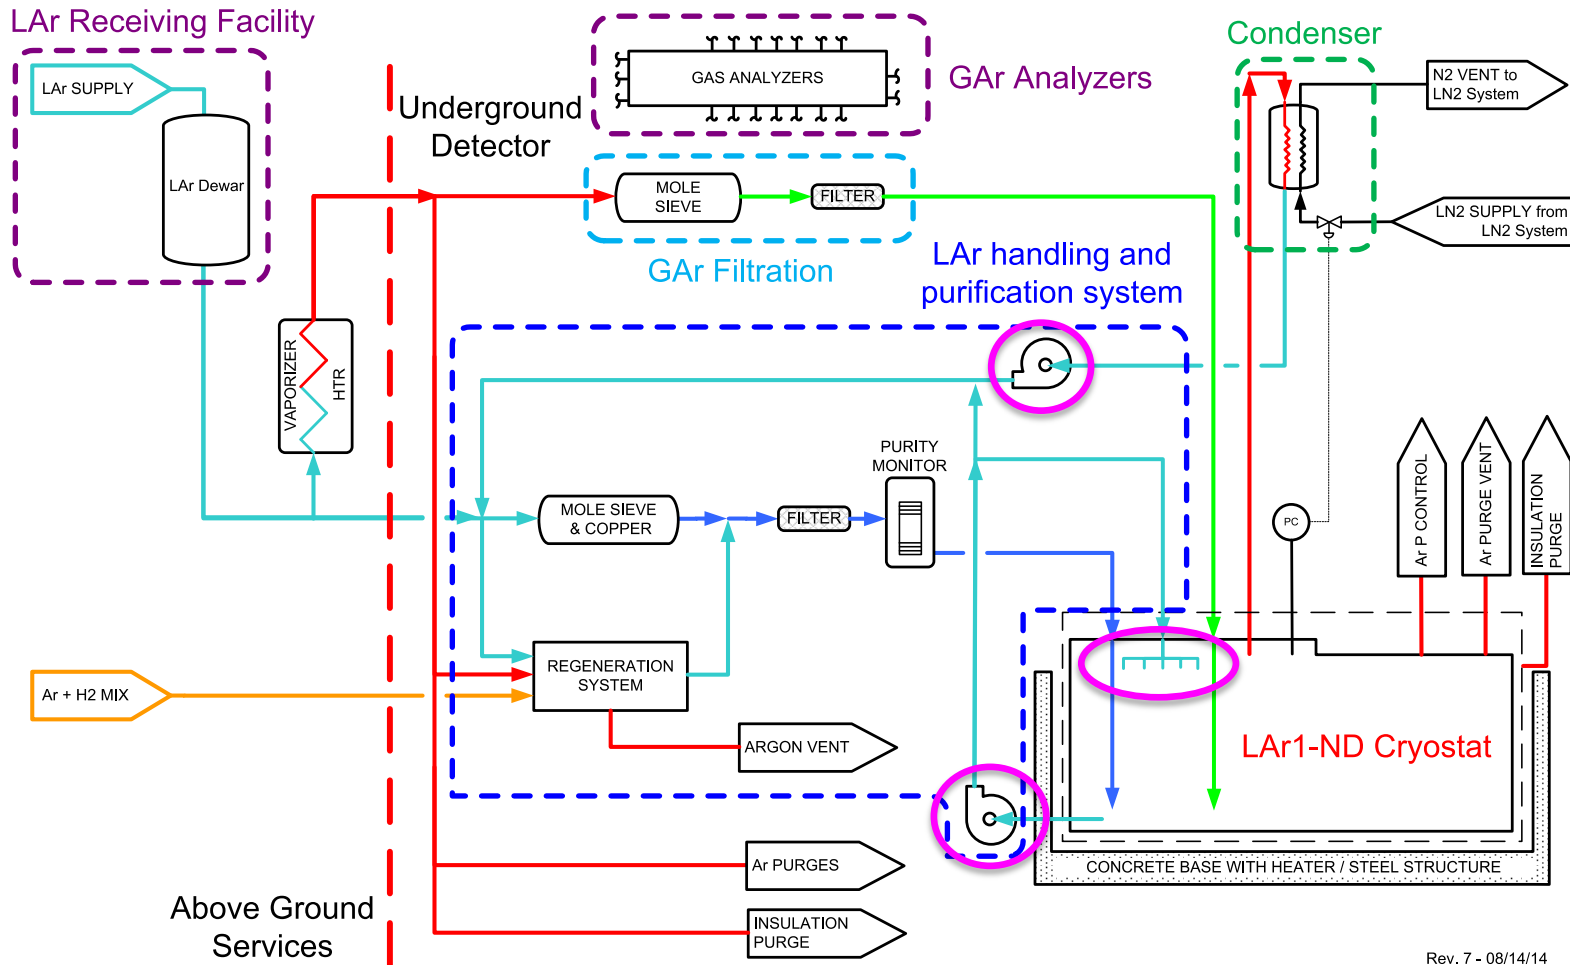 LAr Receiving Facility
LAr SUPPLY
LAr Dewar
Underground
Detector
GAS ANALYZERS
GAr Analyzers
Condenser
N2 VENT to
LN2 System
LN2 SUPPLY from
LN2 System
MOLE
SIEVE
FILTER
GAr Filtration
LAr handling and
purification system
VAPORIZER
HTR
PURITY
MONITOR
MOLE SIEVE
& COPPER
FILTER
PC
Ar P CONTROL
Ar PURGE VENT
INSULATION
PURGE
REGENERATION
SYSTEM
Ar + H2 MIX
ARGON VENT
LAr1-ND Cryostat
CONCRETE BASE WITH HEATER / STEEL STRUCTURE
Ar PURGES
INSULATION
PURGE
Above Ground
Services
Rev. 7 - 08/14/14